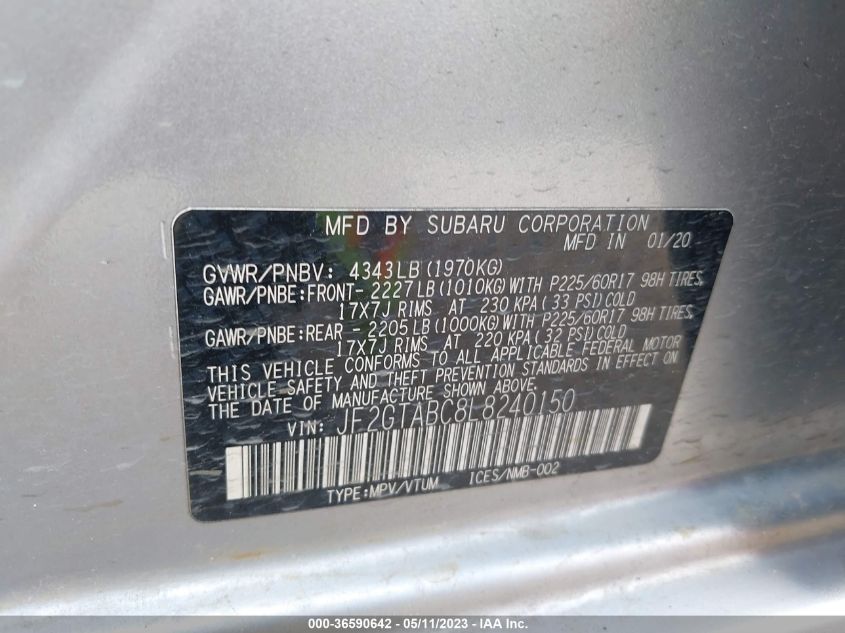 MFD BY SUBARU CORPORATION
MFD IN 01/20
GVWR/PNBV: 4343LB(1970KG)
GAWR/PNBE:FRONT- 2227LB(1010KG)WITH P225/60R17 98H TIRES,
17X7J RIMS AT 230 KPA( 33 PSI)COLD
GAWR/PNBE:REAR - 2205LB(1000KG)WITH P225/60R17 98H TIRES,
17X7J RIMS AT 220 KPA( 32 PSI)COLD
THIS VEHICLE CONFORMS TO ALL APPLICABLE FEDERAL MOTOR
VEHICLE SAFETY AND THEFT PREVENTION STANDARDS IN EFFECT ON
THE DATE OF MANUFACTURE SHOWN ABOVE.
VIN: JF2GTABC8L8240150
TYPE:MPV/VTUM ICES/NMB-002
000-36590642 - 05/11/2023 - IAA Inc.